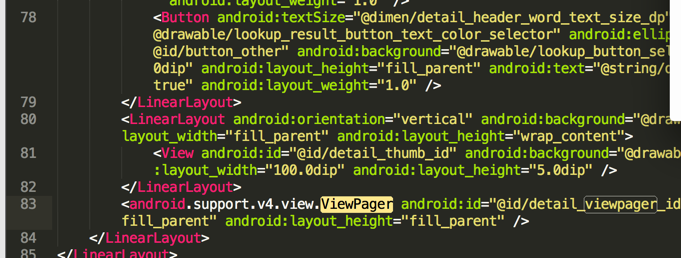 android:layout_weight="1.0" />
78 <Button android:textSize="@dimen/detail_header_word_text_size_dp"
@drawable/lookup_result_button_text_color_selector" android:ellip
@id/button_other" android:background="@drawable/lookup_button_sel
0dip" android:layout_height="fill_parent" android:text="@string/
true" android:layout_weight="1.0" />
79 </LinearLayout>
80 <LinearLayout android:orientation="vertical" android:background="@draw
layout_width="fill_parent" android:layout_height="wrap_content">
81 <View android:id="@id/detail_thumb_id" android:background="@drawab
:layout_width="100.0dip" android:layout_height="5.0dip" />
82 </LinearLayout>
83 <android.support.v4.view.ViewPager android:id="@id/detail_viewpager_id
fill_parent" android:layout_height="fill_parent" />
84 </LinearLayout>
85 </LinearLayout>